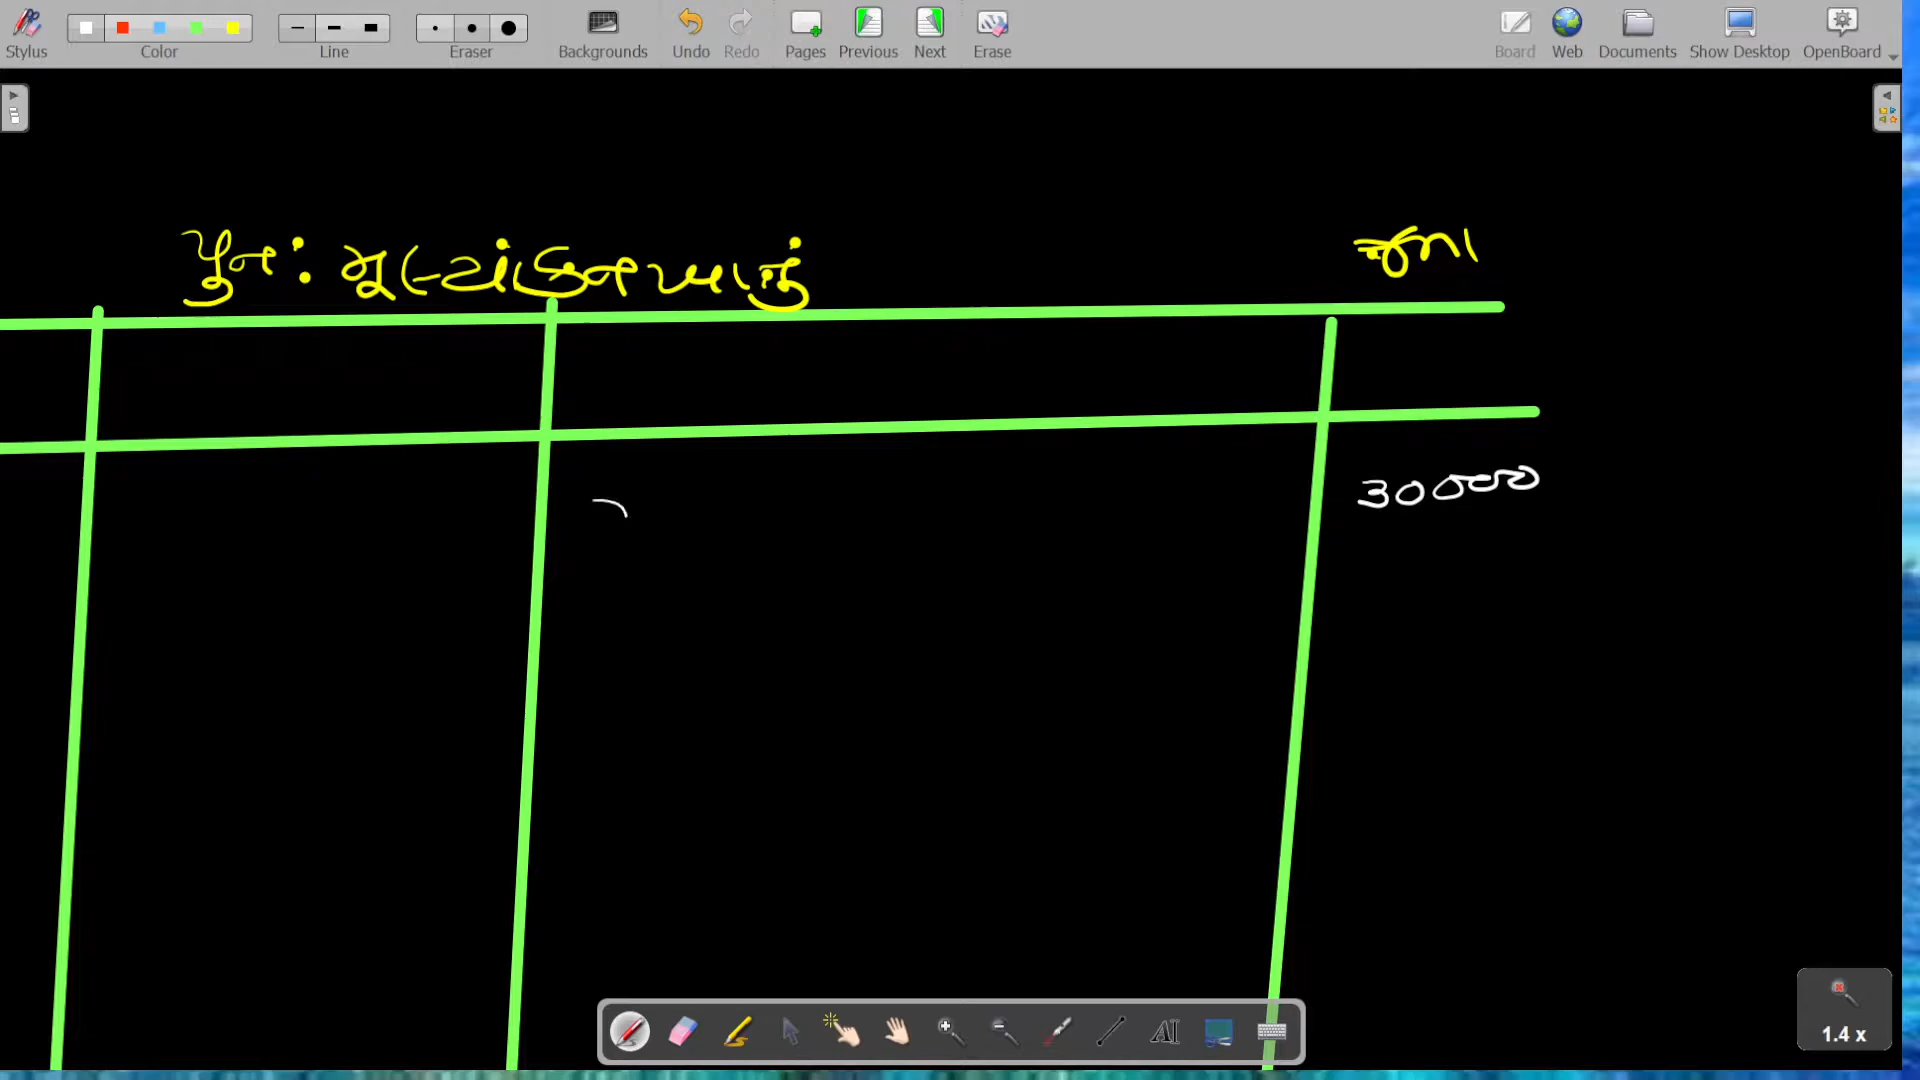 Stylus Color Line Eraser Backgrounds Undo Redo Pages Previous Next Erase Board Web Documents Show Desktop OpenBoard
પુન: મૂલ્યાંકન ખાતું જમા
30000
1.4 x